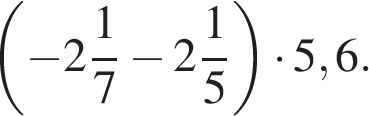 (−2 1/7 − 2 1/5) · 5,6.